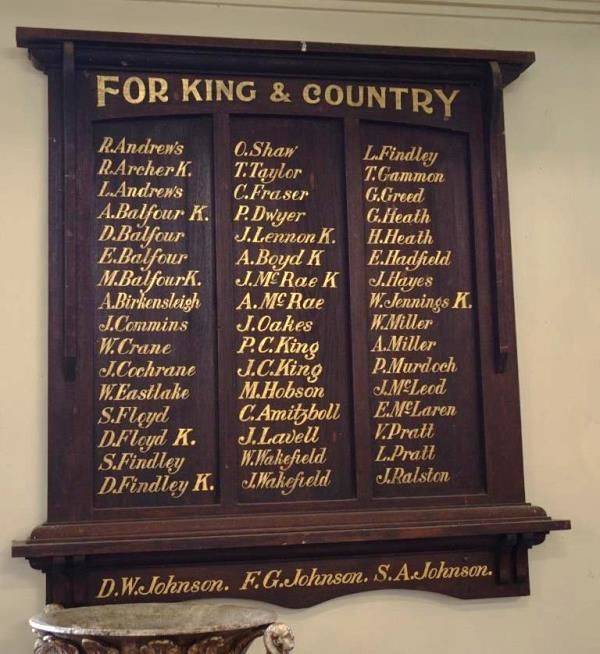 FOR KING & COUNTRY
R.Andrews
R.Archer K.
L.Andrews
A.Balfour K.
D.Balfour
E.Balfour
M.Balfour K.
A.Birkensleigh
J.Commins
W.Crane
J.Cochrane
W.Eastlake
S.Floyd
D.Floyd K.
S.Findley
D.Findley K.
O.Shaw
T.Taylor
C.Fraser
P.Dwyer
J.Lennon K.
A.Boyd K
J.McRae K
A.McRae
J.Oakes
P.C.King
J.C.King
M.Hobson
C.Amitzboll
J.Lavell
W.Wakefield
J.Wakefield
L.Findley
T.Gammon
G.Greed
G.Heath
H.Heath
E.Hadfield
J.Hayes
W.Jennings K.
W.Miller
A.Miller
P.Murdoch
J.McLeod
E.McLaren
V.Pratt
L.Pratt
J.Ralston
D.W.Johnson. F.G.Johnson. S.A.Johnson.